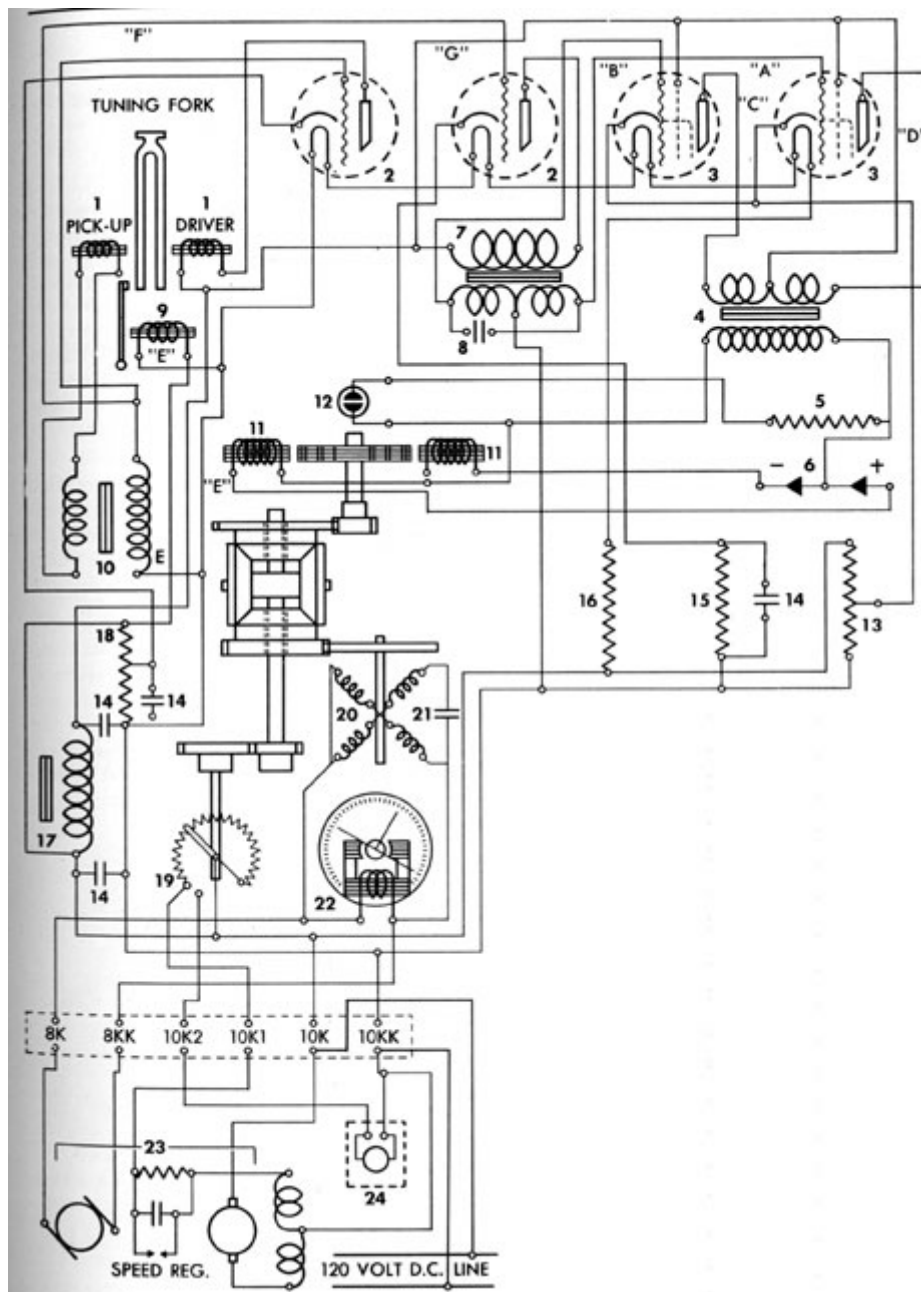 "F"
"G"
"B"
"A"
"C"
"D"
TUNING FORK
2
2
3
3
1
PICK-UP
1
DRIVER
7
9
"E"
4
8
12
5
11
11
"E"
- 6 +
10
E
16
15
14
13
18
14
14
20
21
17
14
19
22
8K 8KK 10K2 10K1 10K 10KK
23
24
SPEED REG.
120 VOLT D.C. LINE